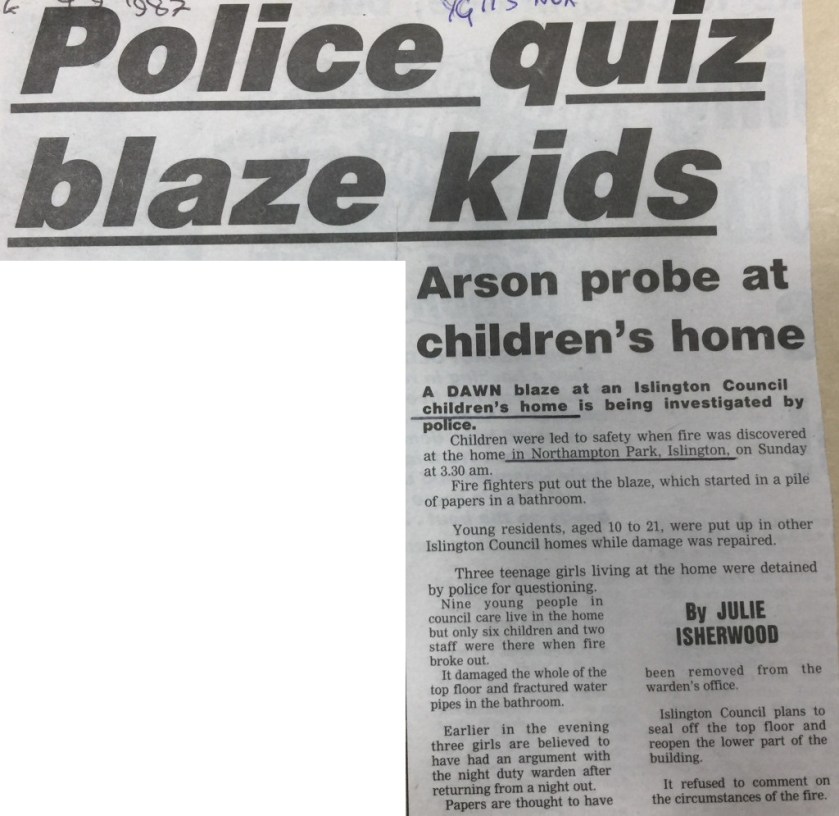 1987
Police quiz
blaze kids
Arson probe at
children's home
A DAWN blaze at an Islington Council
children's home is being investigated by
police.
Children were led to safety when fire was discovered
at the home in Northampton Park, Islington, on Sunday
at 3.30 am.
Fire fighters put out the blaze, which started in a pile
of papers in a bathroom.
Young residents, aged 10 to 21, were put up in other
Islington Council homes while damage was repaired.
Three teenage girls living at the home were detained
by police for questioning.
Nine young people in
council care live in the home
but only six children and two
staff were there when fire
broke out.
It damaged the whole of the
top floor and fractured water
pipes in the bathroom.
Earlier in the evening
three girls are believed to
have had an argument with
the night duty warden after
returning from a night out.
Papers are thought to have
By JULIE
ISHERWOOD
been removed from the
warden's office.
Islington Council plans to
seal off the top floor and
reopen the lower part of the
building.
It refused to comment on
the circumstances of the fire.